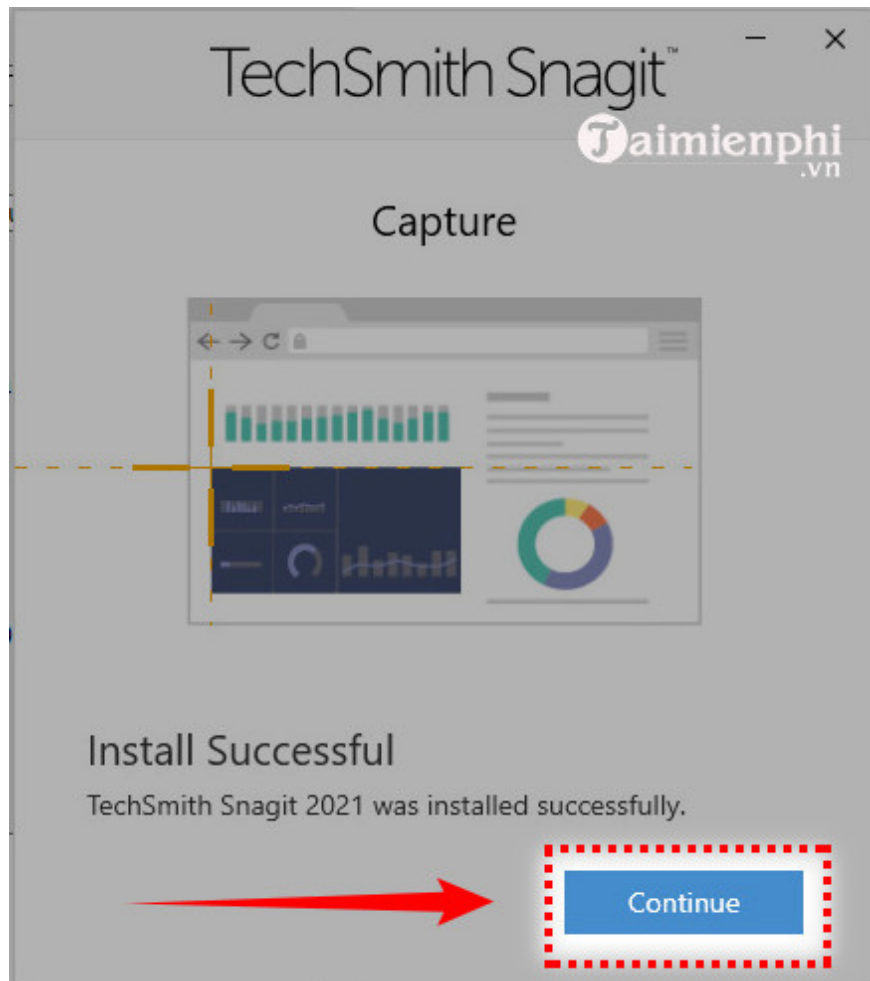 TechSmith Snagit™
Taimienphi
.vn
Capture
Install Successful
TechSmith Snagit 2021 was installed successfully.
Continue